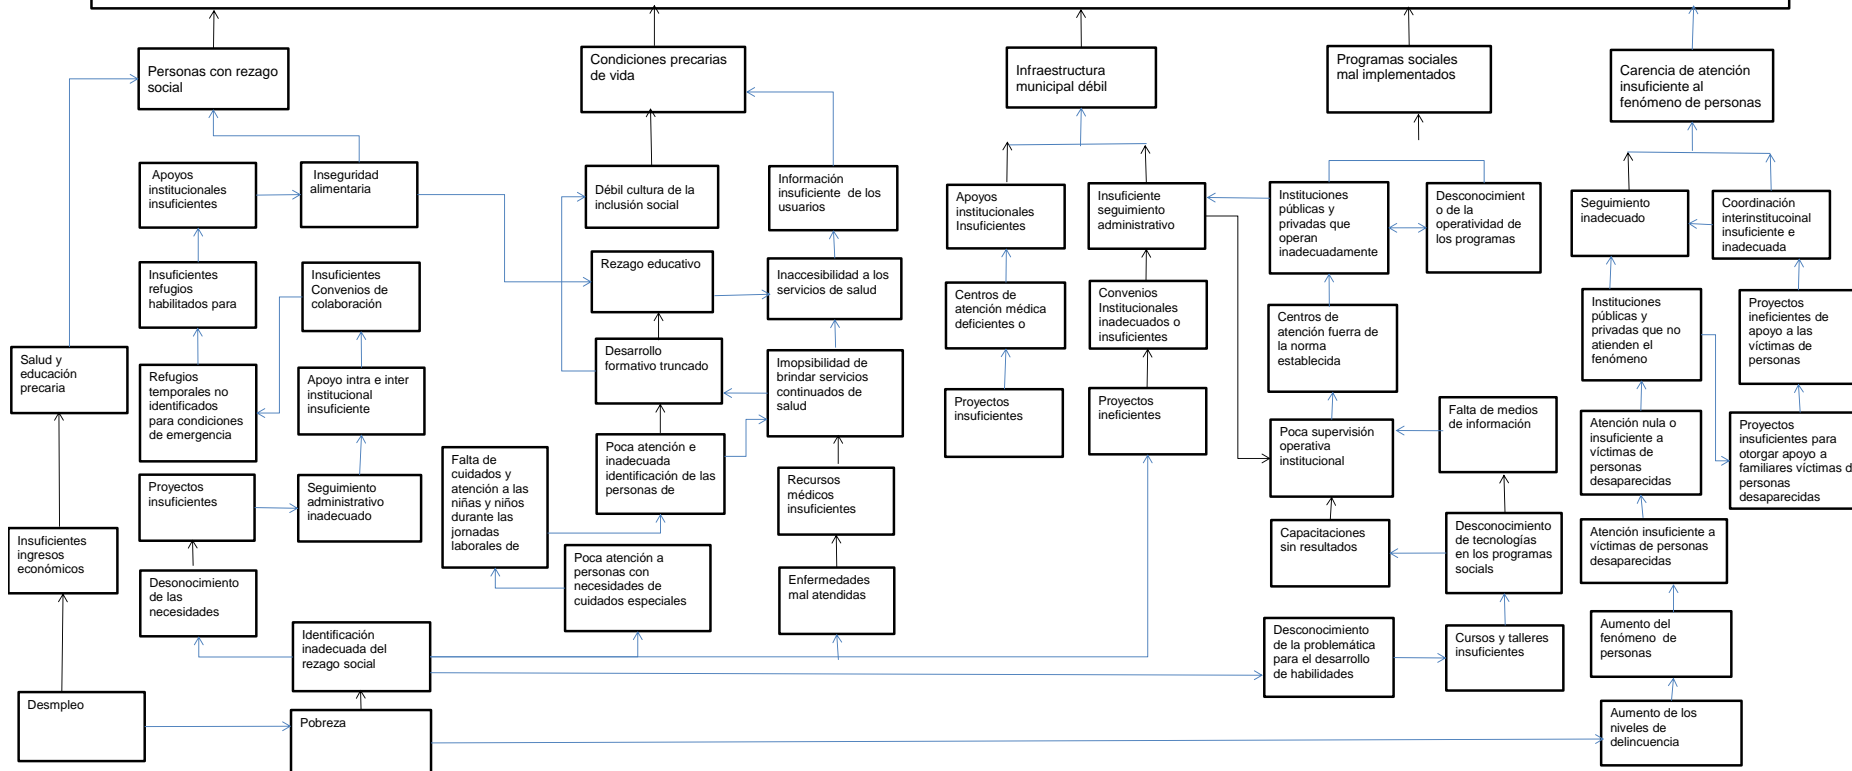 Personas con rezago
social
Condiciones precarias
de vida
Infraestructura
municipal débil
Programas sociales
mal implementados
Carencia de atención
insuficiente al
fenómeno de personas
Apoyos
institucionales
insuficientes
Inseguridad
alimentaria
Débil cultura de la
inclusión social
Información
insuficiente de los
usuarios
Apoyos
institucionales
Insuficientes
Insuficiente
seguimiento
administrativo
Instituciones
públicas y
privadas que
operan
inadecuadamente
Desconocimient
o de la
operatividad de
los programas
Seguimiento
inadecuado
Coordinación
interinstitucoinal
insuficiente e
inadecuada
Insuficientes
refugios
habilitados para
Insuficientes
Convenios de
colaboración
Rezago educativo
Inaccesibilidad a los
servicios de salud
Centros de
atención médica
deficientes o
Convenios
Institucionales
inadecuados o
insuficientes
Centros de
atención fuera de
la norma
establecida
Instituciones
públicas y
privadas que no
atienden el
fenómeno
Proyectos
ineficientes de
apoyo a las
víctimas de
personas
Salud y
educación
precaria
Refugios
temporales no
identificados
para condiciones
de emergencia
Apoyo intra e inter
institucional
insuficiente
Desarrollo
formativo truncado
Imopsibilidad de
brindar servicios
continuados de
salud
Proyectos
insuficientes
Proyectos
ineficientes
Poca supervisión
operativa
institucional
Falta de medios
de información
Atención nula o
insuficiente a
víctimas de
personas
desaparecidas
Proyectos
insuficientes para
otorgar apoyo a
familiares víctimas d
personas
desaparecidas
Proyectos
insuficientes
Seguimiento
administrativo
inadecuado
Falta de
cuidados y
atención a las
niñas y niños
durante las
jornadas
laborales de
Poca atención e
inadecuada
identificación de las
personas de
Recursos
médicos
insuficientes
Insuficientes
ingresos
económicos
Capacitaciones
sin resultados
Desconocimiento
de tecnologías
en los programas
socials
Atención insuficiente a
víctimas de personas
desaparecidas
Desonocimiento
de las
necesidades
Poca atención a
personas con
necesidades de
cuidados especiales
Enfermedades
mal atendidas
Identificación
inadecuada del
rezago social
Desconocimiento
de la problemática
para el desarrollo
de habilidades
Cursos y talleres
insuficientes
Aumento del
fenómeno de
personas
Desmpleo
Pobreza
Aumento de los
niveles de
delincuencia